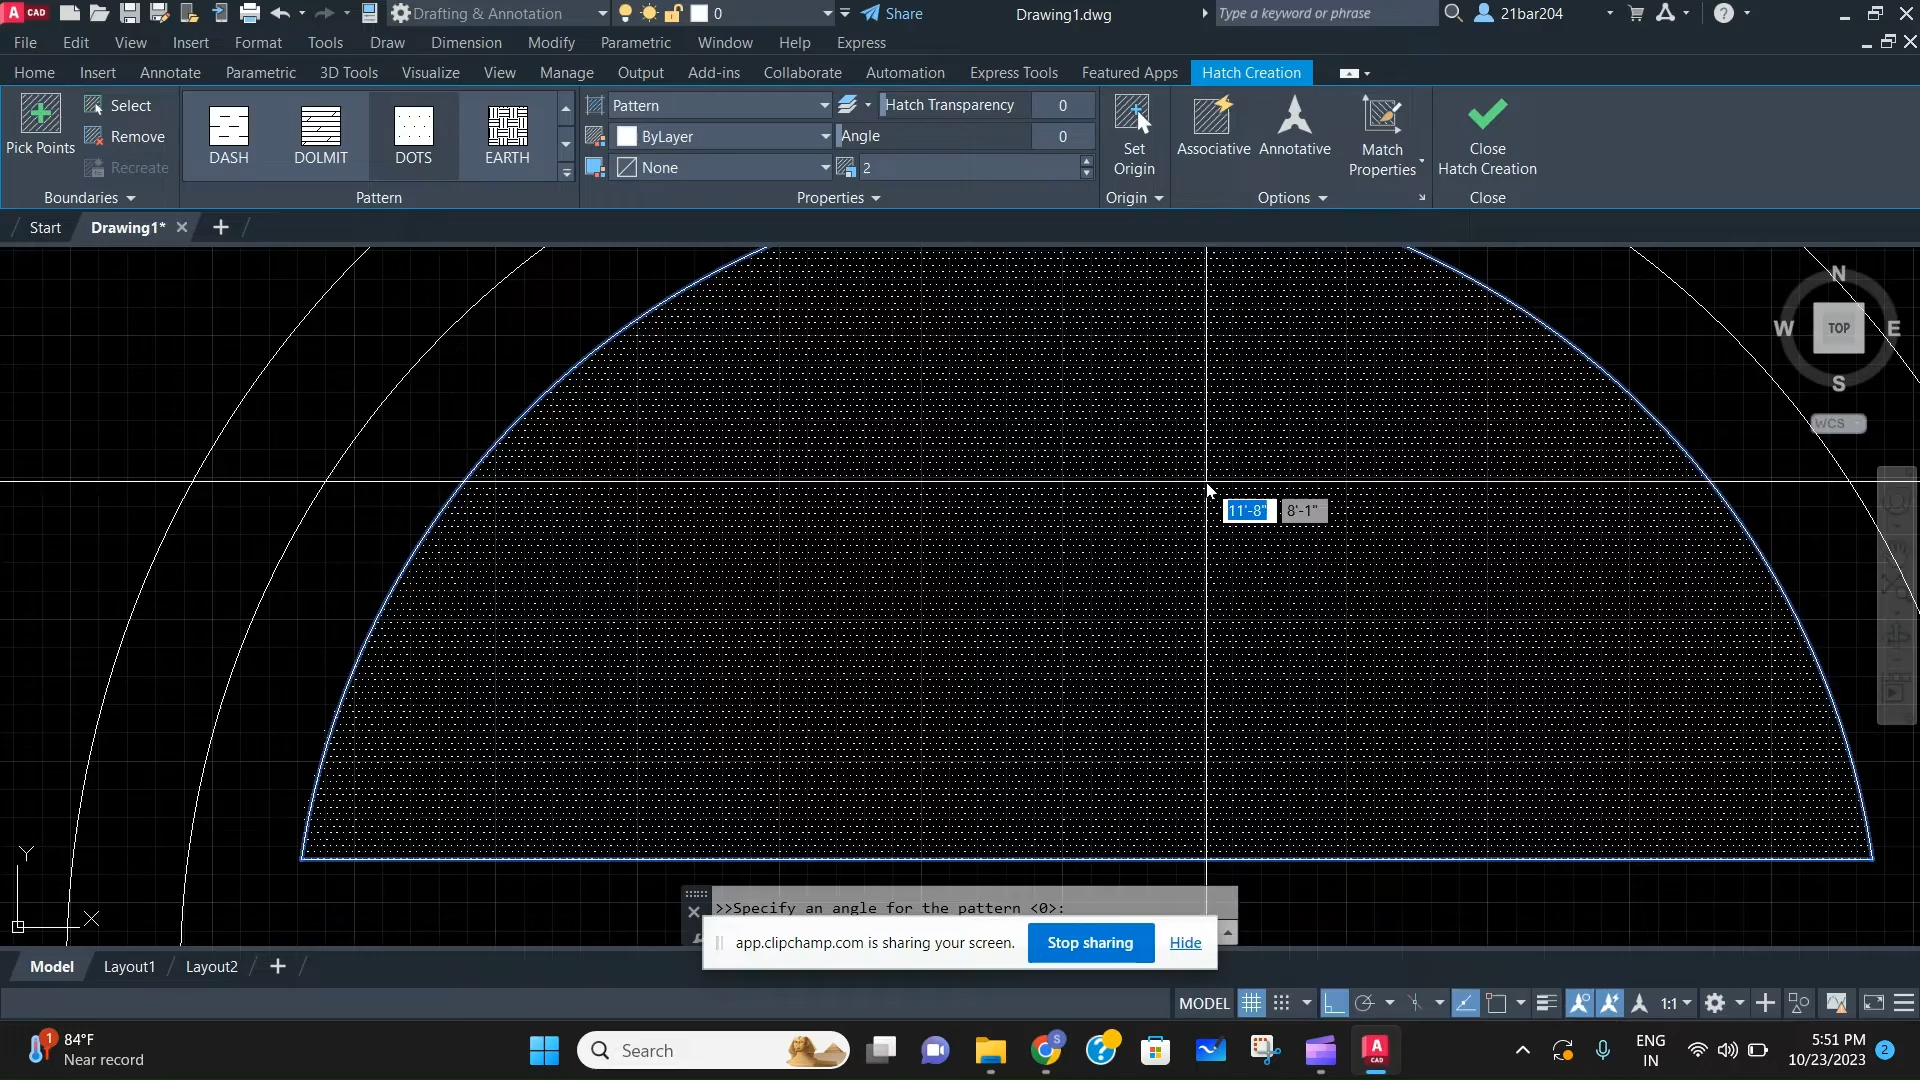 CAD Drafting & Annotation 0 Share Drawing1.dwg Type a keyword or phrase 21bar204
File Edit View Insert Format Tools Draw Dimension Modify Parametric Window Help Express
Home Insert Annotate Parametric 3D Tools Visualize View Manage Output Add-ins Collaborate Automation Express Tools Featured Apps Hatch Creation
Pick Points
Select
Remove
Recreate
Boundaries
DASH DOLMIT DOTS EARTH
Pattern
Pattern Hatch Transparency 0
ByLayer Angle 0
None 2
Properties
Set
Origin
Origin
Associative Annotative Match
Properties
Options
Close
Hatch Creation
Close
Start Drawing1*
N
W TOP E
S
WCS
11'-8" 8'-1"
Y
X
>>Specify an angle for the pattern <0>:
app.clipchamp.com is sharing your screen. Stop sharing Hide
Model Layout1 Layout2
MODEL 1:1
1 84°F
Near record
Search
S
A
CAD
ENG
IN
5:51 PM
10/23/2023
2